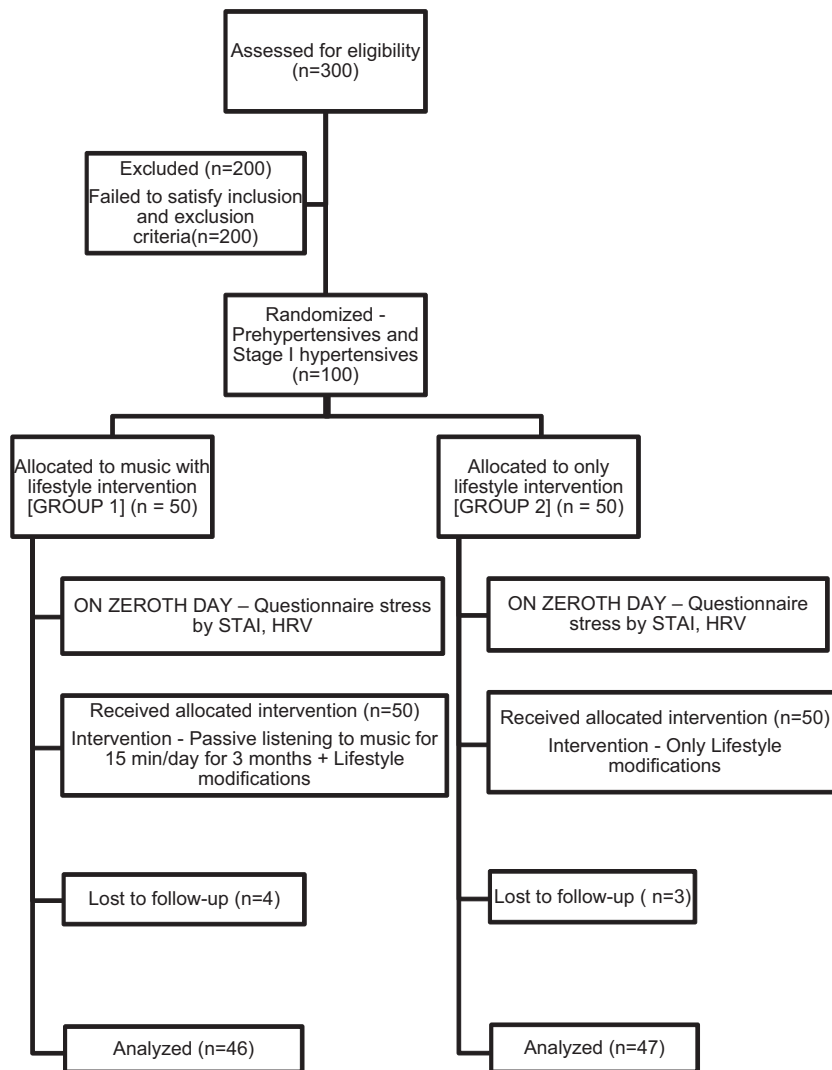 Assessed for eligibility
(n=300)
Excluded (n=200)
Failed to satisfy inclusion
and exclusion
criteria(n=200)
Randomized -
Prehypertensives and
Stage I hypertensives
(n=100)
Allocated to music with
lifestyle intervention
[GROUP 1] (n = 50)
Allocated to only
lifestyle intervention
[GROUP 2] (n = 50)
ON ZEROTH DAY – Questionnaire stress
by STAI, HRV
ON ZEROTH DAY – Questionnaire
stress by STAI, HRV
Received allocated intervention (n=50)
Intervention - Passive listening to music for
15 min/day for 3 months + Lifestyle
modifications
Received allocated intervention (n=50)
Intervention - Only Lifestyle
modifications
Lost to follow-up (n=4)
Lost to follow-up ( n=3)
Analyzed (n=46)
Analyzed (n=47)